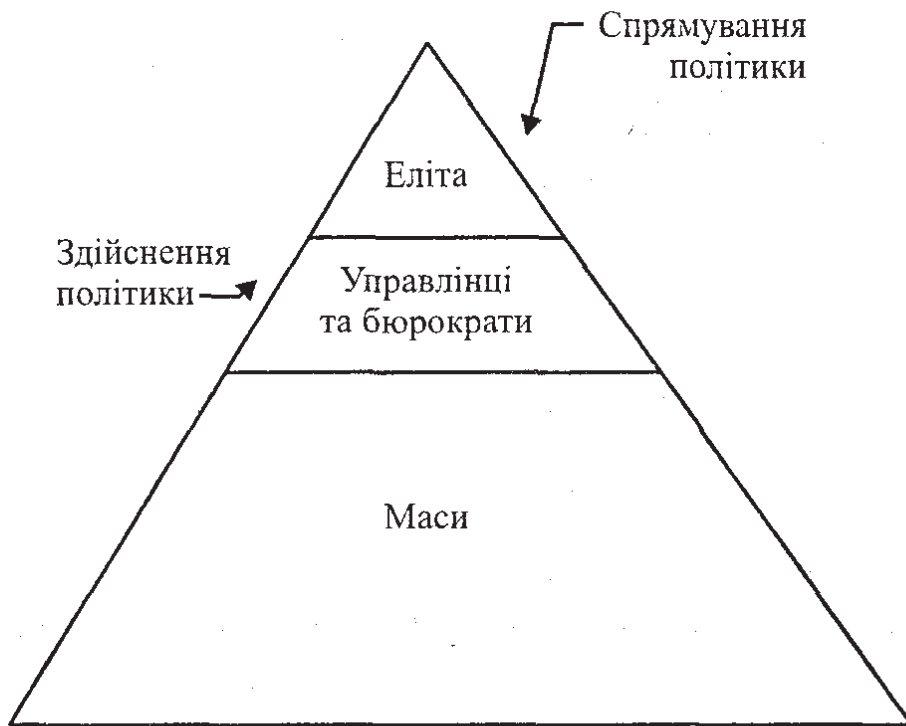 Спрямування
політики
Еліта
Здійснення
політики
Управлінці
та бюрократи
Маси